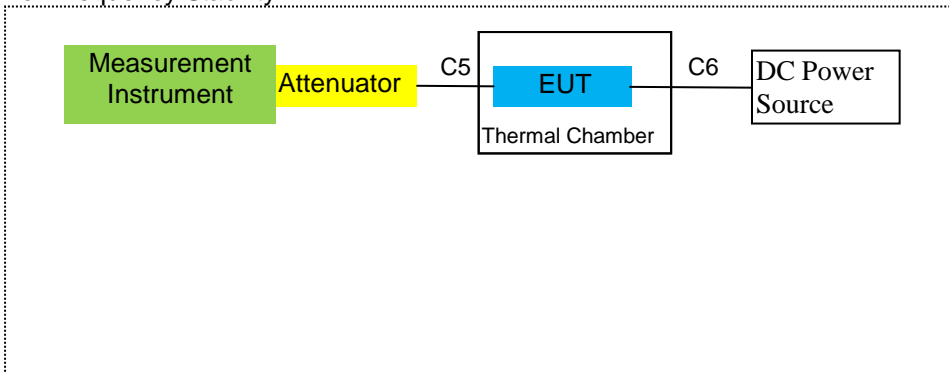 Measurement
Instrument
Attenuator
C5
EUT
Thermal Chamber
C6
DC Power
Source